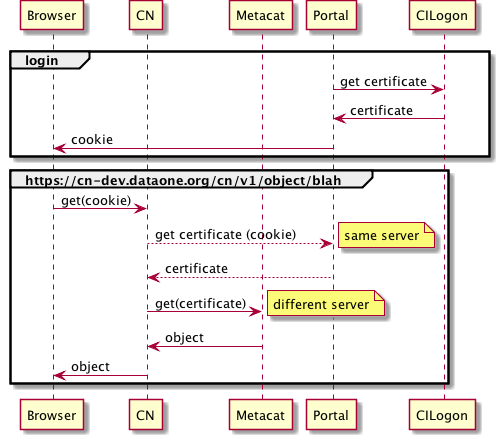 Browser CN Metacat Portal CILogon
login
get certificate
certificate
cookie
https://cn-dev.dataone.org/cn/v1/object/blah
get(cookie)
get certificate (cookie) same server
certificate
get(certificate) different server
object
object
Browser CN Metacat Portal CILogon